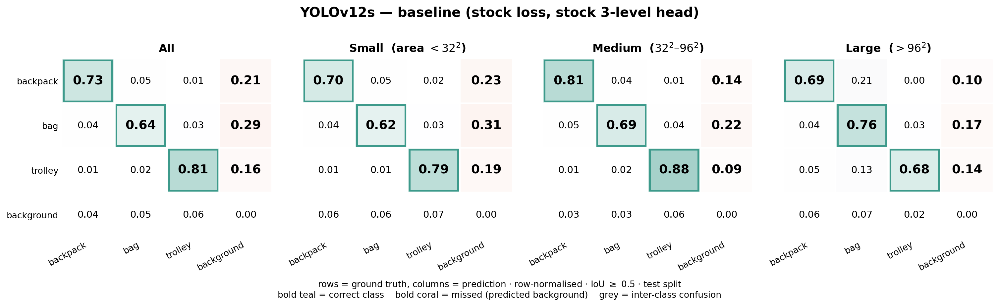 YOLOv12s — baseline (stock loss, stock 3-level head)
All
Small (area < 32²)
Medium (32²–96²)
Large (> 96²)
backpack 0.73 0.05 0.01 0.21 0.70 0.05 0.02 0.23 0.81 0.04 0.01 0.14 0.69 0.21 0.00 0.10
bag 0.04 0.64 0.03 0.29 0.04 0.62 0.03 0.31 0.05 0.69 0.04 0.22 0.04 0.76 0.03 0.17
trolley 0.01 0.02 0.81 0.16 0.01 0.01 0.79 0.19 0.01 0.02 0.88 0.09 0.05 0.13 0.68 0.14
background 0.04 0.05 0.06 0.00 0.06 0.06 0.07 0.00 0.03 0.03 0.06 0.00 0.06 0.07 0.02 0.00
backpack bag trolley background backpack bag trolley background backpack bag trolley background backpack bag trolley background
rows = ground truth, columns = prediction · row-normalised · IoU ≥ 0.5 · test split
bold teal = correct class bold coral = missed (predicted background) grey = inter-class confusion